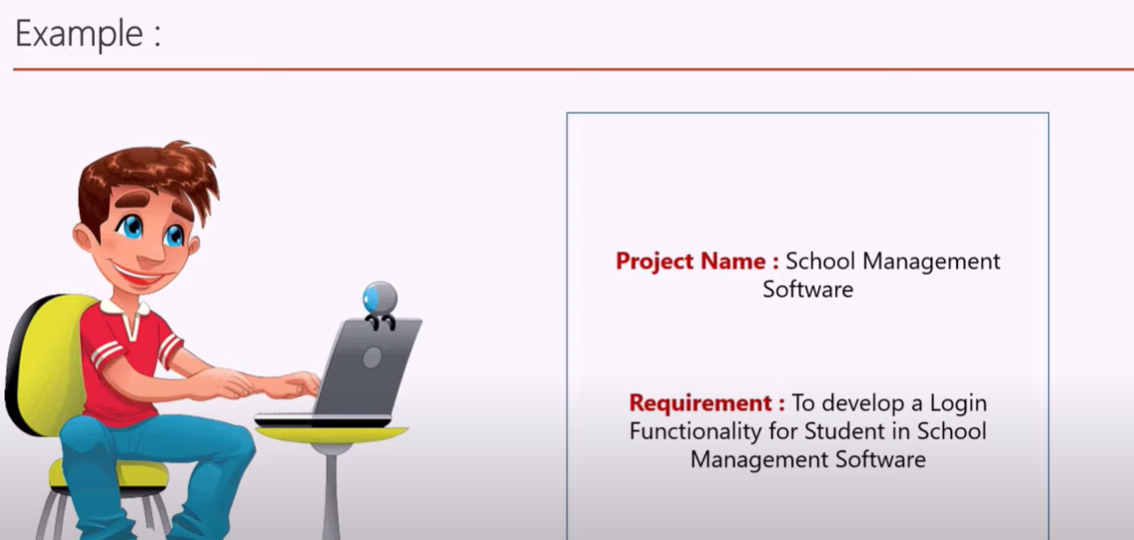 Example :
Project Name : School Management
Software
Requirement : To develop a Login
Functionality for Student in School
Management Software